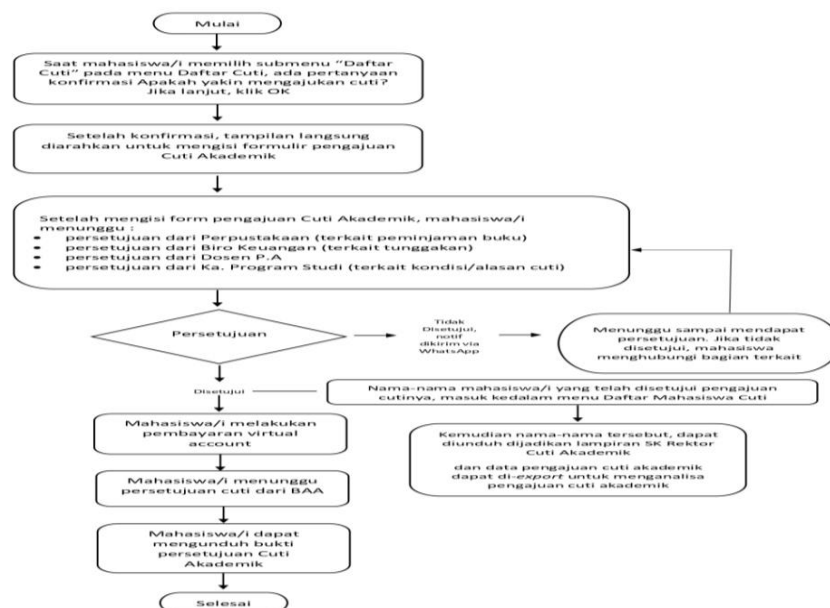 Mulai
Saat mahasiswa/i memilih submenu “Daftar
Cuti” pada menu Daftar Cuti, ada pertanyaan
konfirmasi Apakah yakin mengajukan cuti?
Jika lanjut, klik OK
Setelah konfirmasi, tampilan langsung
diarahkan untuk mengisi formulir pengajuan
Cuti Akademik
Setelah mengisi form pengajuan Cuti Akademik, mahasiswa/i
menunggu :
• persetujuan dari Perpustakaan (terkait peminjaman buku)
• persetujuan dari Biro Keuangan (terkait tunggakan)
• persetujuan dari Dosen P.A
• persetujuan dari Ka. Program Studi (terkait kondisi/alasan cuti)
Persetujuan
Tidak
Disetujui,
notif
dikirim via
WhatsApp
Menunggu sampai mendapat
persetujuan. Jika tidak
disetujui, mahasiswa
menghubungi bagian terkait
Disetujui
Nama-nama mahasiswa/i yang telah disetujui pengajuan
cutinya, masuk kedalam menu Daftar Mahasiswa Cuti
Mahasiswa/i melakukan
pembayaran virtual
account
Kemudian nama-nama tersebut, dapat
diunduh dijadikan lampiran SK Rektor
Cuti Akademik
dan data pengajuan cuti akademik
dapat di-export untuk menganalisa
pengajuan cuti akademik
Mahasiswa/i menunggu
persetujuan cuti dari BAA
Mahasiswa/i dapat
mengunduh bukti
persetujuan Cuti
Akademik
Selesai